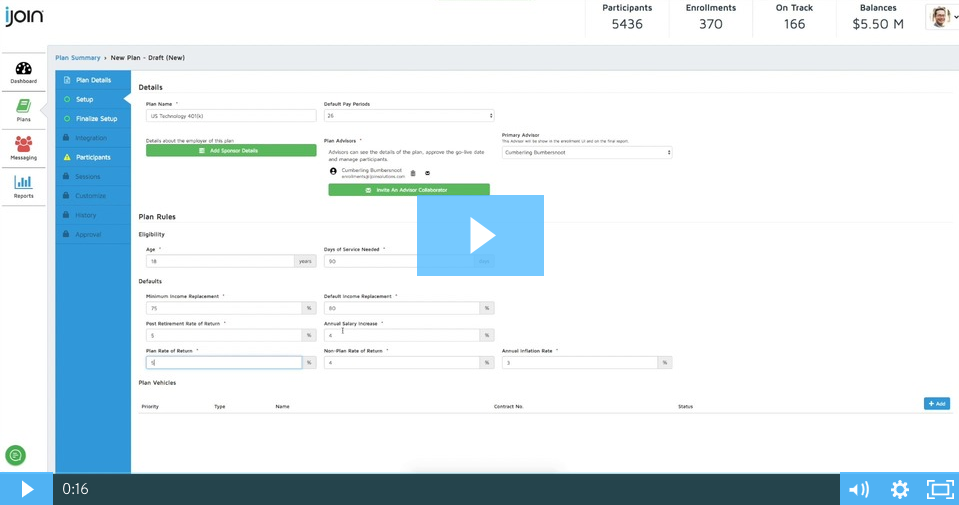 iJOIN
Participants
5436
Enrollments
370
On Track
166
Balances
$5.50 M
Plan Summary › New Plan - Draft (New)
Dashboard
Plans
Messaging
Reports
Plan Details
Setup
Finalize Setup
Integration
Participants
Sessions
Customize
History
Approval
Details
Plan Name *
US Technology 401(k)
Default Pay Periods
26
Details about the employer of this plan
Add Sponsor Details
Plan Advisors *
Advisors can see the details of the plan, approve the go-live date
and manage participants.
Cumberling Bumbersnoot
enrollments@ijoinsolutions.com
Invite An Advisor Collaborator
Primary Advisor
This Advisor will be show in the enrollment UI and on the final report.
Cumberling Bumbersnoot
Plan Rules
Eligibility
Age *
18
years
Days of Service Needed *
90
Defaults
Minimum Income Replacement *
75
%
Default Income Replacement *
80
%
Post Retirement Rate of Return *
5
%
Annual Salary Increase *
4
%
Plan Rate of Return *
5
%
Non-Plan Rate of Return *
4
%
Annual Inflation Rate *
3
%
Plan Vehicles
Priority
Type
Name
Contract No.
Status
+ Add
0:16